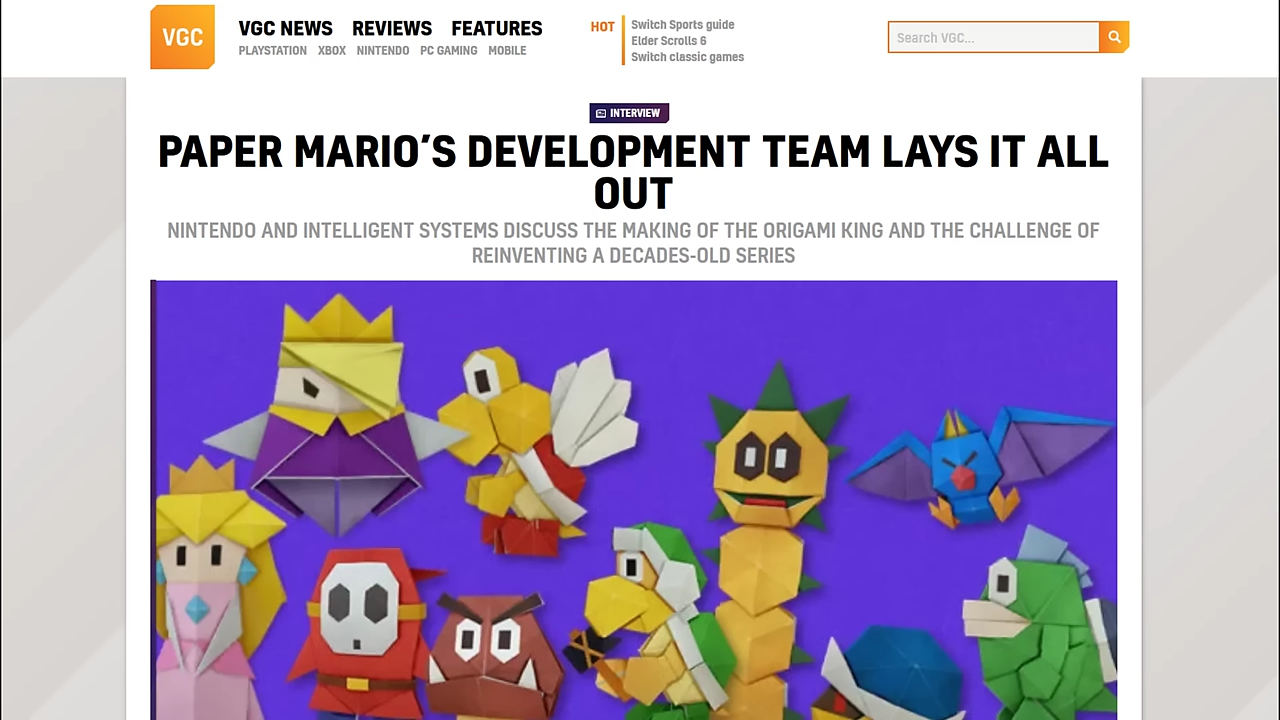 VGC
VGC NEWS REVIEWS FEATURES
PLAYSTATION XBOX NINTENDO PC GAMING MOBILE
HOT
Switch Sports guide
Elder Scrolls 6
Switch classic games
Search VGC...
INTERVIEW
PAPER MARIO’S DEVELOPMENT TEAM LAYS IT ALL
OUT
NINTENDO AND INTELLIGENT SYSTEMS DISCUSS THE MAKING OF THE ORIGAMI KING AND THE CHALLENGE OF
REINVENTING A DECADES-OLD SERIES